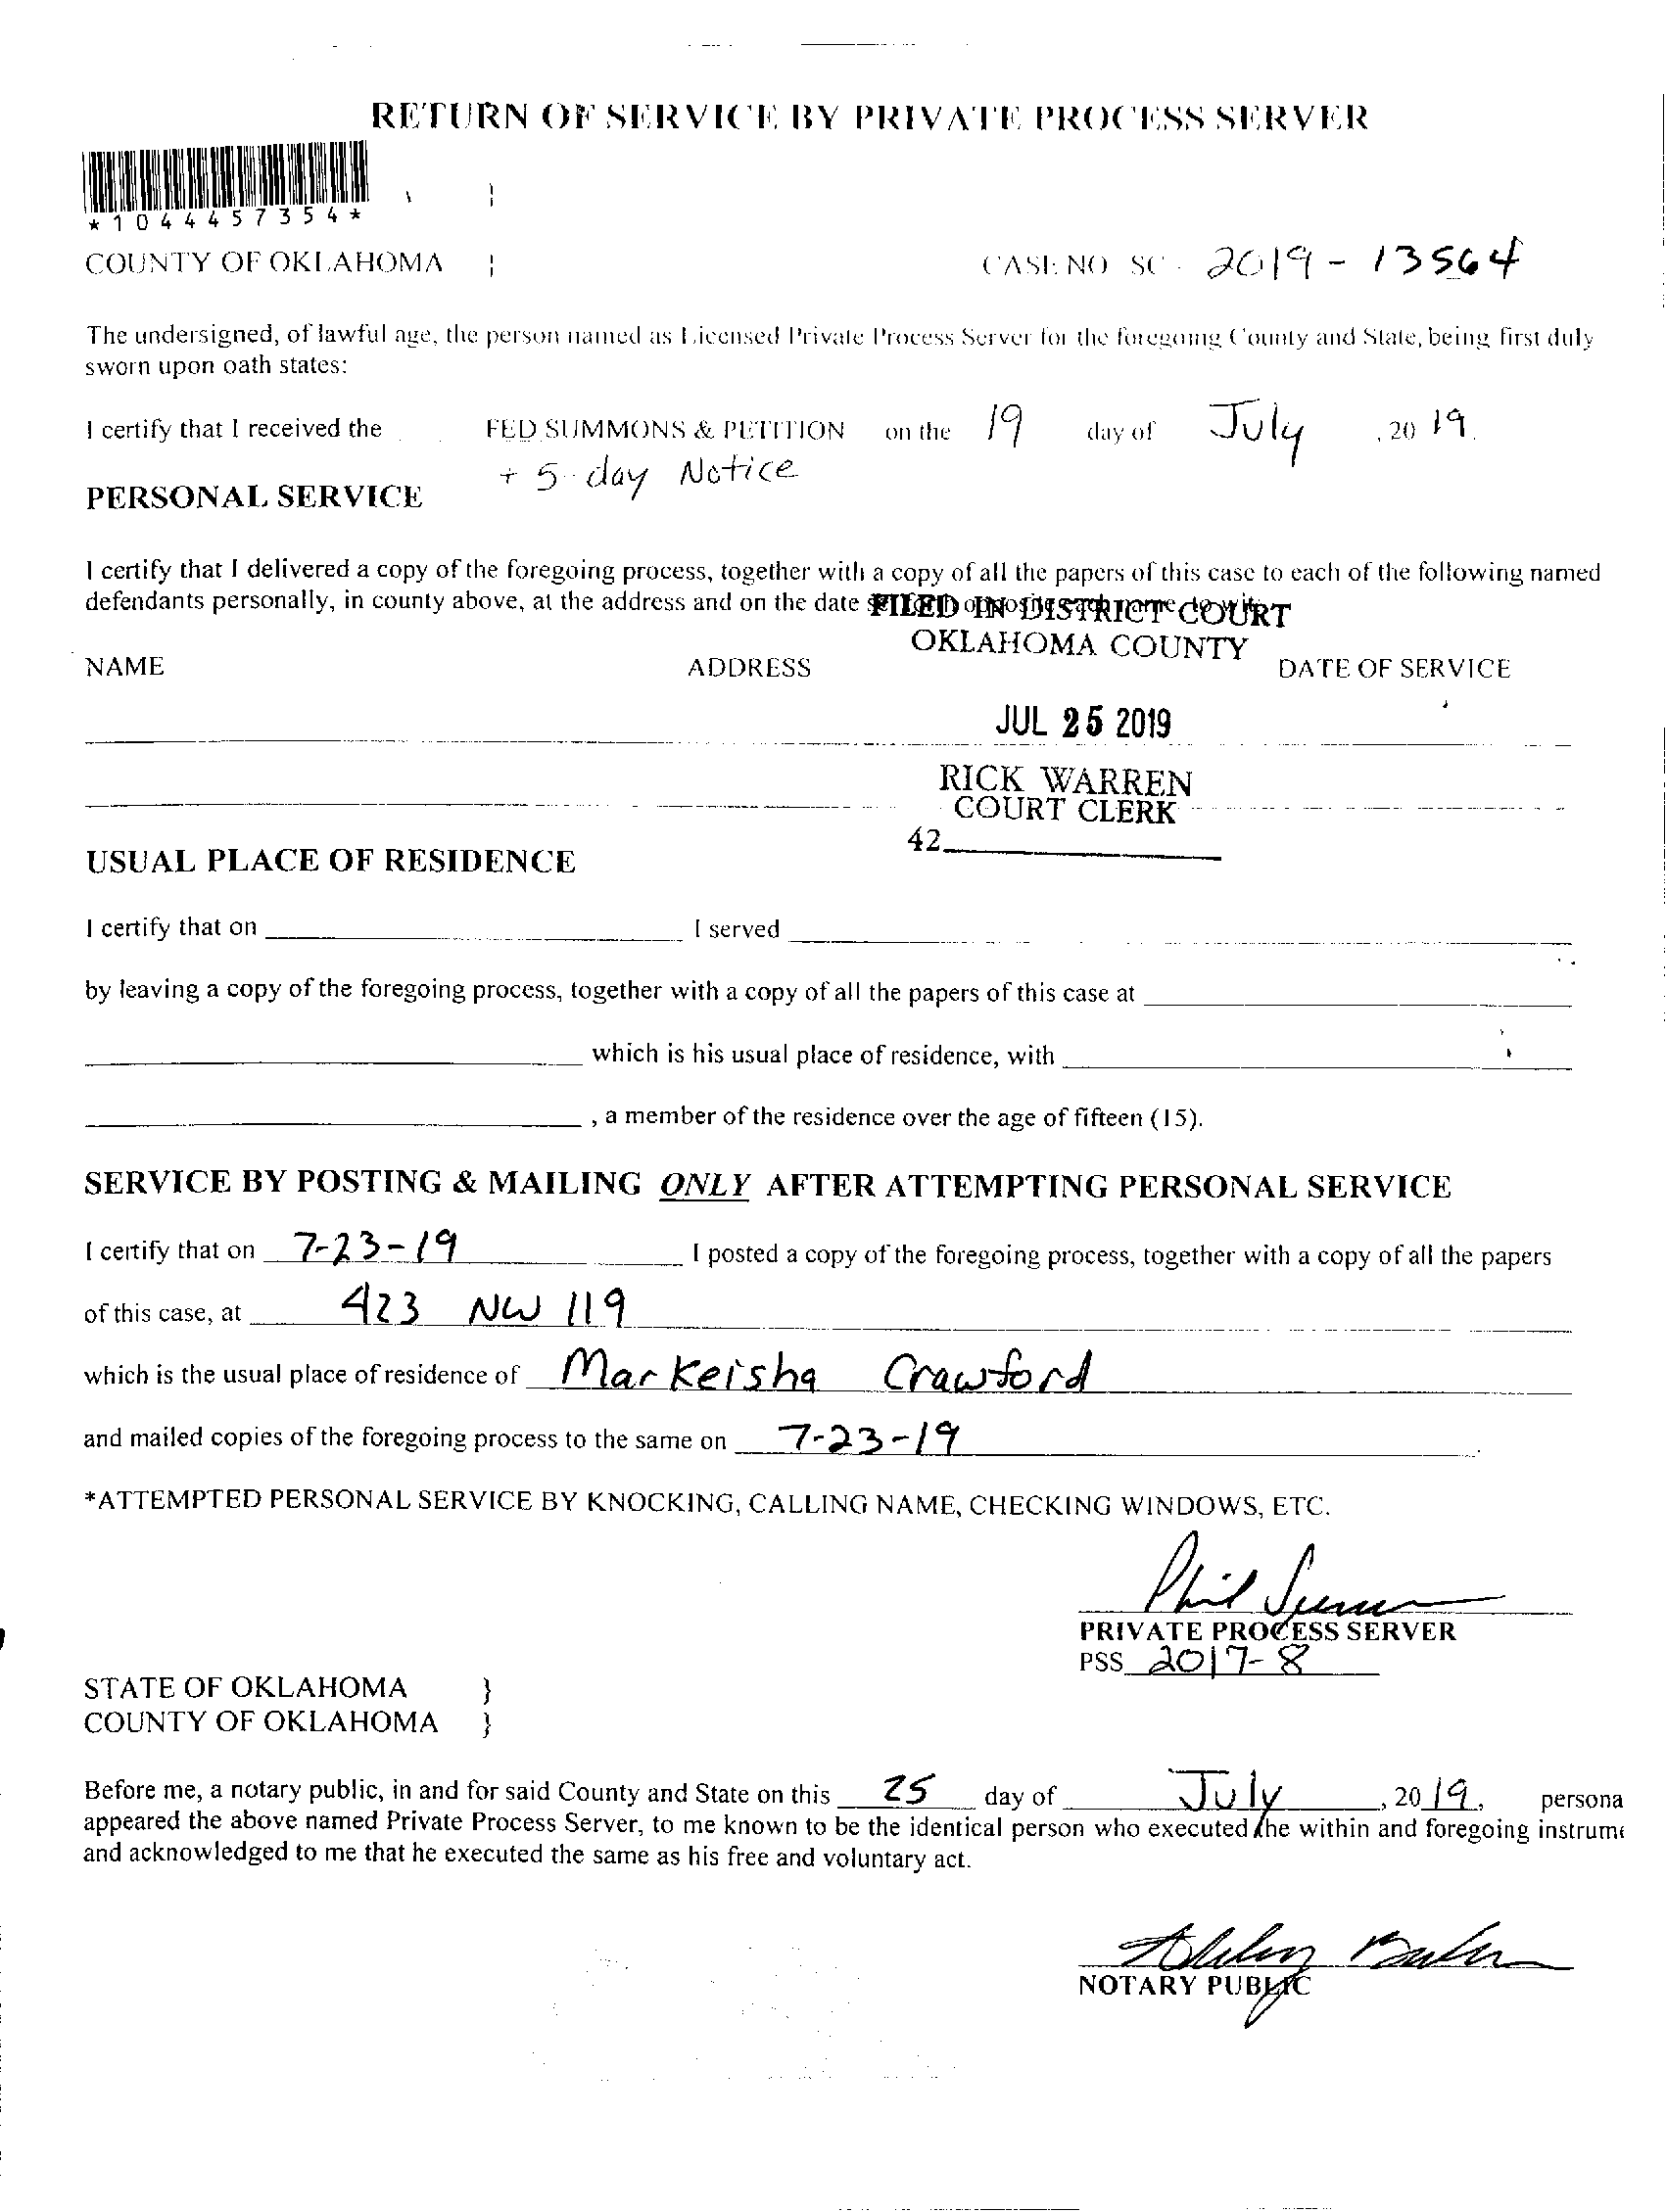 RETURN OF SERVICE BY PRIVATE PROCESS SERVER
*1044457354*
COUNTY OF OKLAHOMA }
CASE NO SC - 2019 - 13564
The undersigned, of lawful age, the person named as Licensed Private Process Server for the foregoing County and State, being first duly
sworn upon oath states:
I certify that I received the FED SUMMONS & PETITION on the 19 day of July , 20 19.
+ 5 - day Notice
PERSONAL SERVICE
I certify that I delivered a copy of the foregoing process, together with a copy of all the papers of this case to each of the following named
defendants personally, in county above, at the address and on the date set forth opposite each name, to wit:
FILED IN DISTRICT COURT
OKLAHOMA COUNTY
NAME ADDRESS DATE OF SERVICE
JUL 25 2019
RICK WARREN
COURT CLERK
42
USUAL PLACE OF RESIDENCE
I certify that on I served
by leaving a copy of the foregoing process, together with a copy of all the papers of this case at
which is his usual place of residence, with
, a member of the residence over the age of fifteen (15).
SERVICE BY POSTING & MAILING ONLY AFTER ATTEMPTING PERSONAL SERVICE
I certify that on 7-23-19 I posted a copy of the foregoing process, together with a copy of all the papers
of this case, at 423 NW 119
which is the usual place of residence of Markeisha Crawford
and mailed copies of the foregoing process to the same on 7-23-19.
*ATTEMPTED PERSONAL SERVICE BY KNOCKING, CALLING NAME, CHECKING WINDOWS, ETC.
Phil
PRIVATE PROCESS SERVER
PSS 2017-8
STATE OF OKLAHOMA }
COUNTY OF OKLAHOMA }
Before me, a notary public, in and for said County and State on this 25 day of July , 20 19, persona
appeared the above named Private Process Server, to me known to be the identical person who executed the within and foregoing instrume
and acknowledged to me that he executed the same as his free and voluntary act.
NOTARY PUBLIC